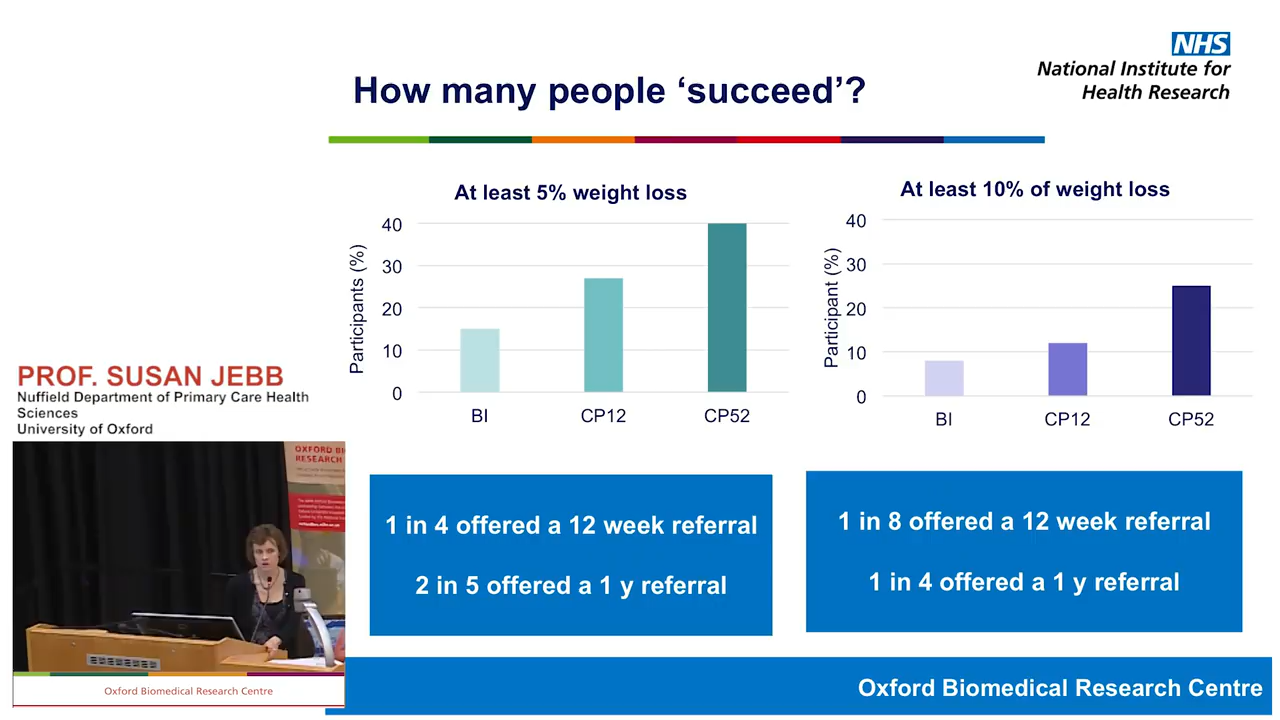 NHS
National Institute for
Health Research
How many people ‘succeed’?
At least 5% weight loss
Participants (%)
40
30
20
10
0
BI
CP12
CP52
At least 10% of weight loss
Participant (%)
40
30
20
10
0
BI
CP12
CP52
1 in 4 offered a 12 week referral
2 in 5 offered a 1 y referral
1 in 8 offered a 12 week referral
1 in 4 offered a 1 y referral
PROF. SUSAN JEBB
Nuffield Department of Primary Care Health
Sciences
University of Oxford
OXFORD BI
RESEARCH
Oxford Biomedical Research Centre
Oxford Biomedical Research Centre